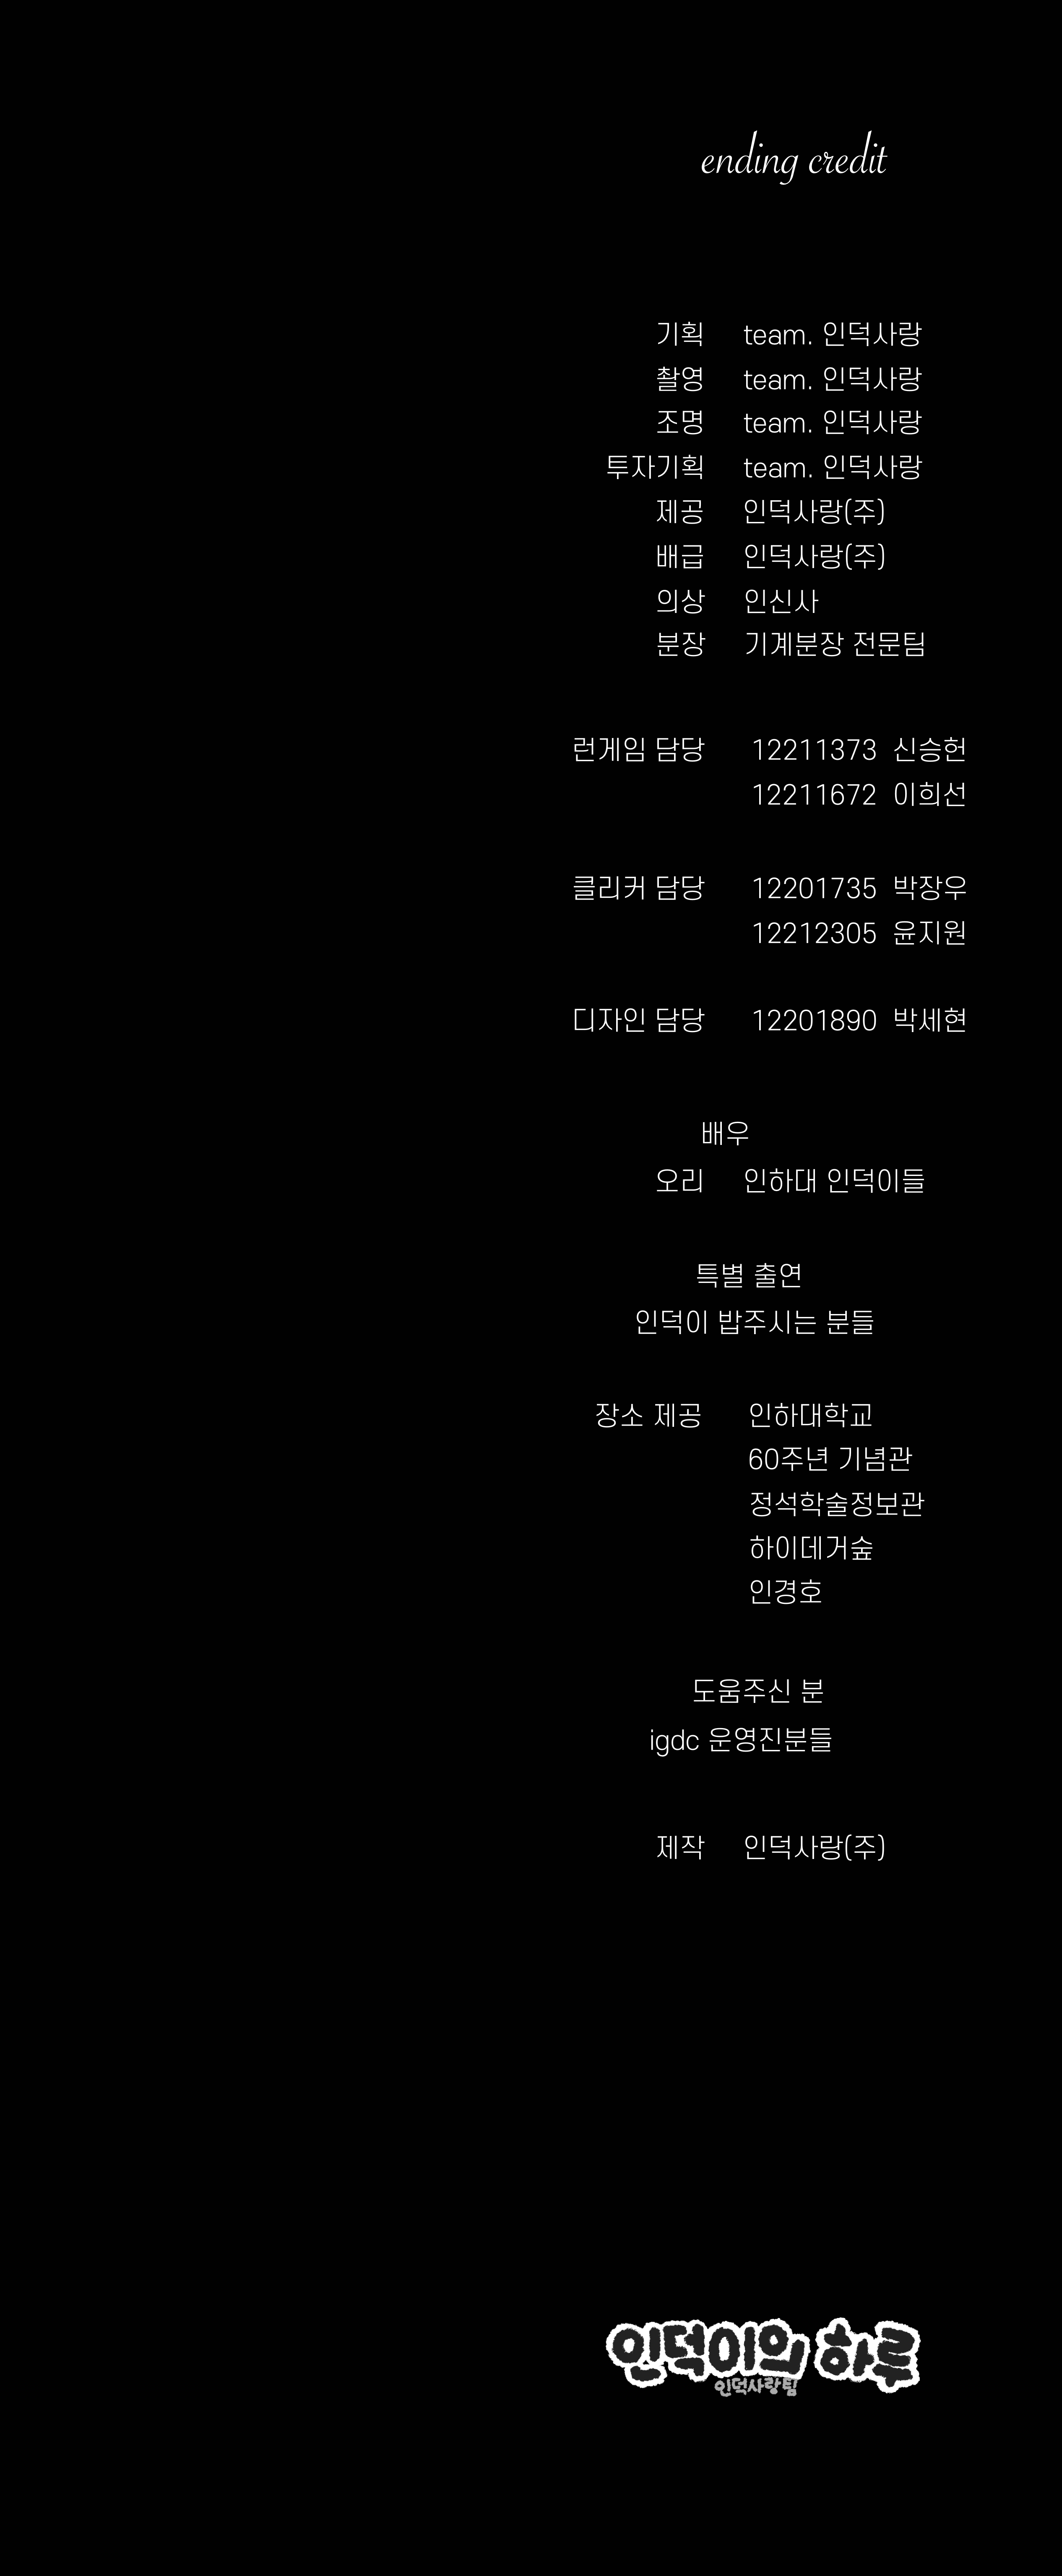 ending credit
기획 team. 인덕사랑
촬영 team. 인덕사랑
조명 team. 인덕사랑
투자기획 team. 인덕사랑
제공 인덕사랑(주)
배급 인덕사랑(주)
의상 인신사
분장 기계분장 전문팀
런게임 담당 12211373 신승헌
12211672 이희선
클리커 담당 12201735 박장우
12212305 윤지원
디자인 담당 12201890 박세현
배우
오리 인하대 인덕이들
특별 출연
인덕이 밥주시는 분들
장소 제공 인하대학교
60주년 기념관
정석학술정보관
하이데거숲
인경호
도움주신 분
igdc 운영진분들
제작 인덕사랑(주)
인덕이의 하루
인덕사랑팀